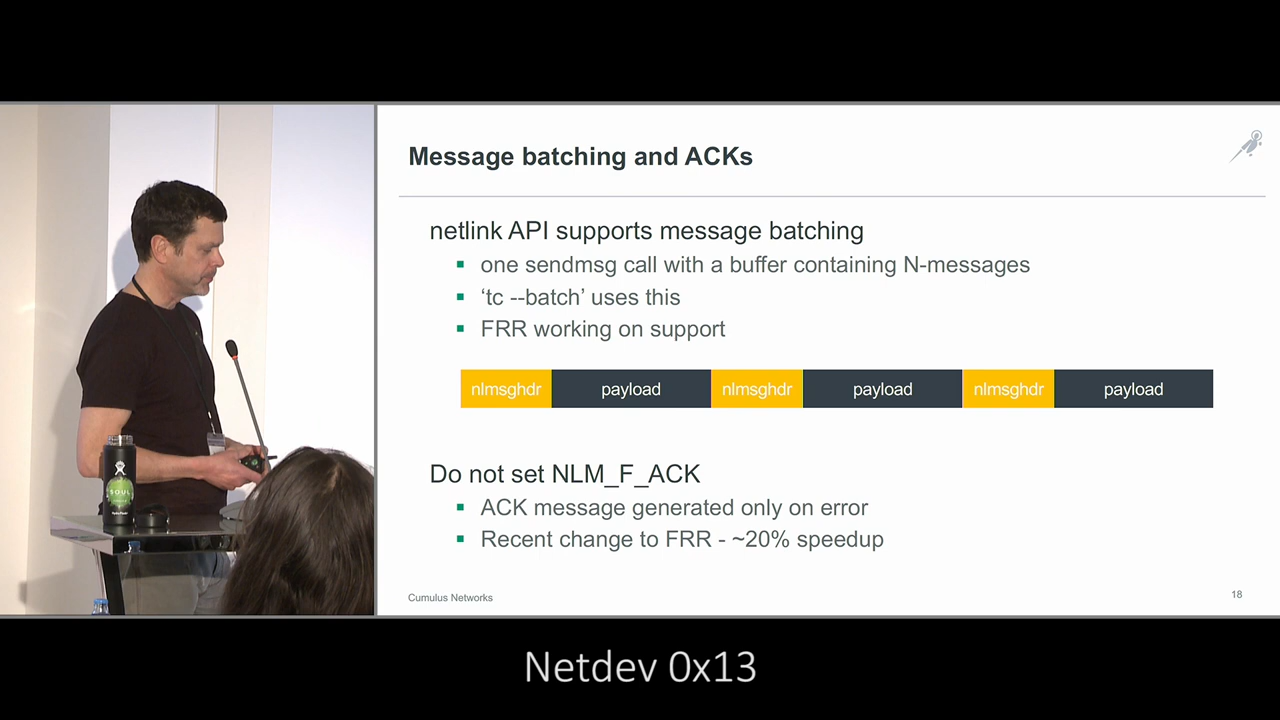 Message batching and ACKs
netlink API supports message batching
▪ one sendmsg call with a buffer containing N-messages
▪ ‘tc --batch’ uses this
▪ FRR working on support
nlmsghdr payload nlmsghdr payload nlmsghdr payload
Do not set NLM_F_ACK
▪ ACK message generated only on error
▪ Recent change to FRR - ~20% speedup
Cumulus Networks
18
SOUL
Netdev 0x13